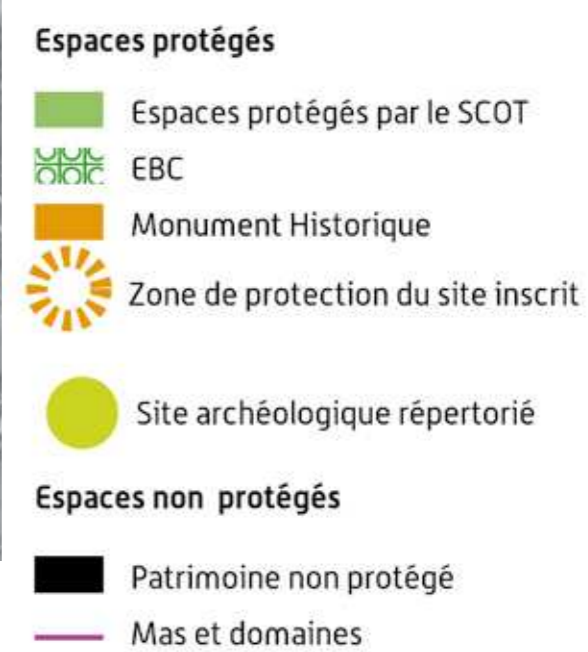 Espaces protégés
Espaces protégés par le SCOT
EBC
Monument Historique
Zone de protection du site inscrit
Site archéologique répertorié
Espaces non protégés
Patrimoine non protégé
Mas et domaines